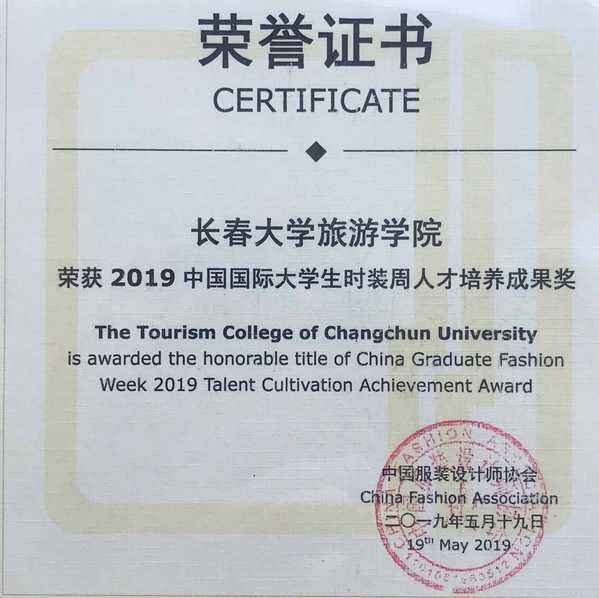 荣誉证书
CERTIFICATE
长春大学旅游学院
荣获 2019 中国国际大学生时装周人才培养成果奖
The Tourism College of Changchun University
is awarded the honorable title of China Graduate Fashion
Week 2019 Talent Cultivation Achievement Award
中国服装设计师协会
China Fashion Association
二〇一九年五月十九日
19th May 2019
CHINA FASHION ASSOCIATION